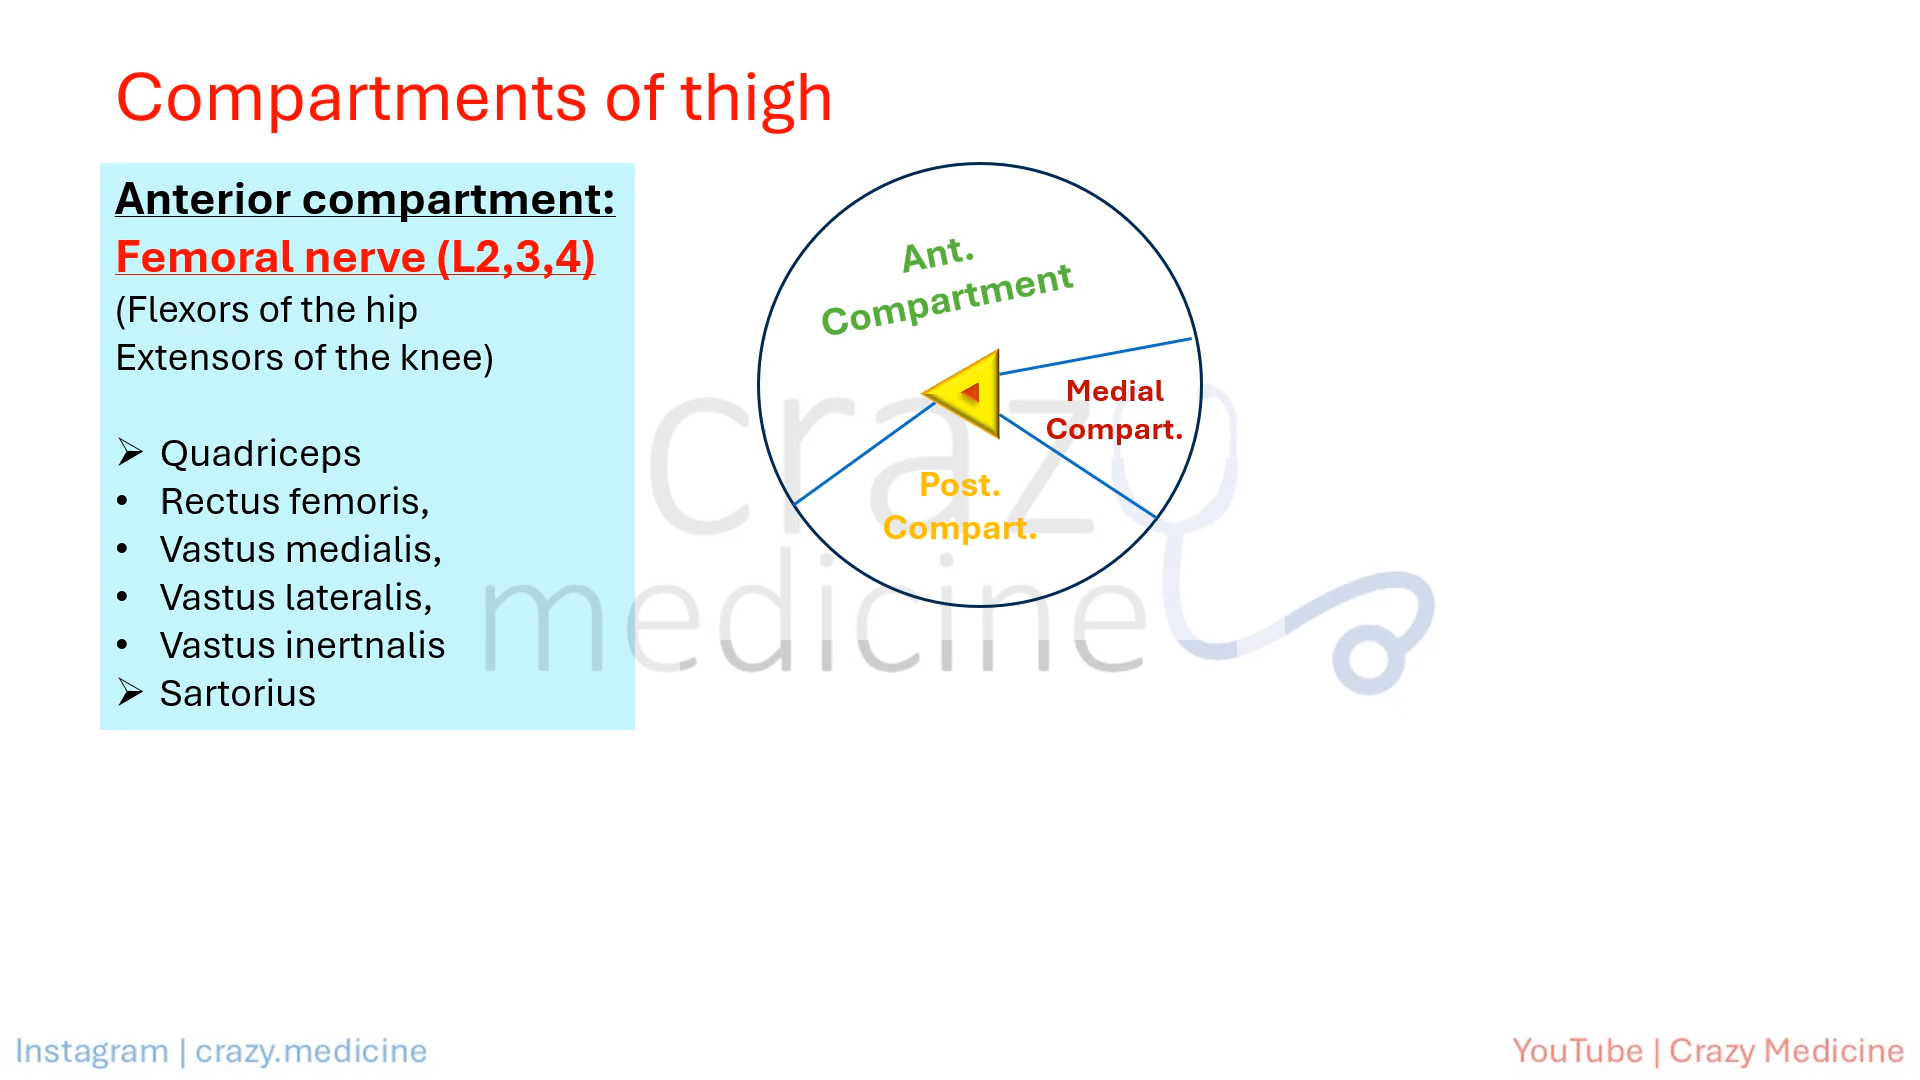 Compartments of thigh
Anterior compartment:
Femoral nerve (L2,3,4)
(Flexors of the hip
Extensors of the knee)
➢ Quadriceps
• Rectus femoris,
• Vastus medialis,
• Vastus lateralis,
• Vastus inertnalis
➢ Sartorius
Ant.
Compartment
Medial
Compart.
Post.
Compart.
crazy
medicine
Instagram | crazy.medicine
YouTube | Crazy Medicine